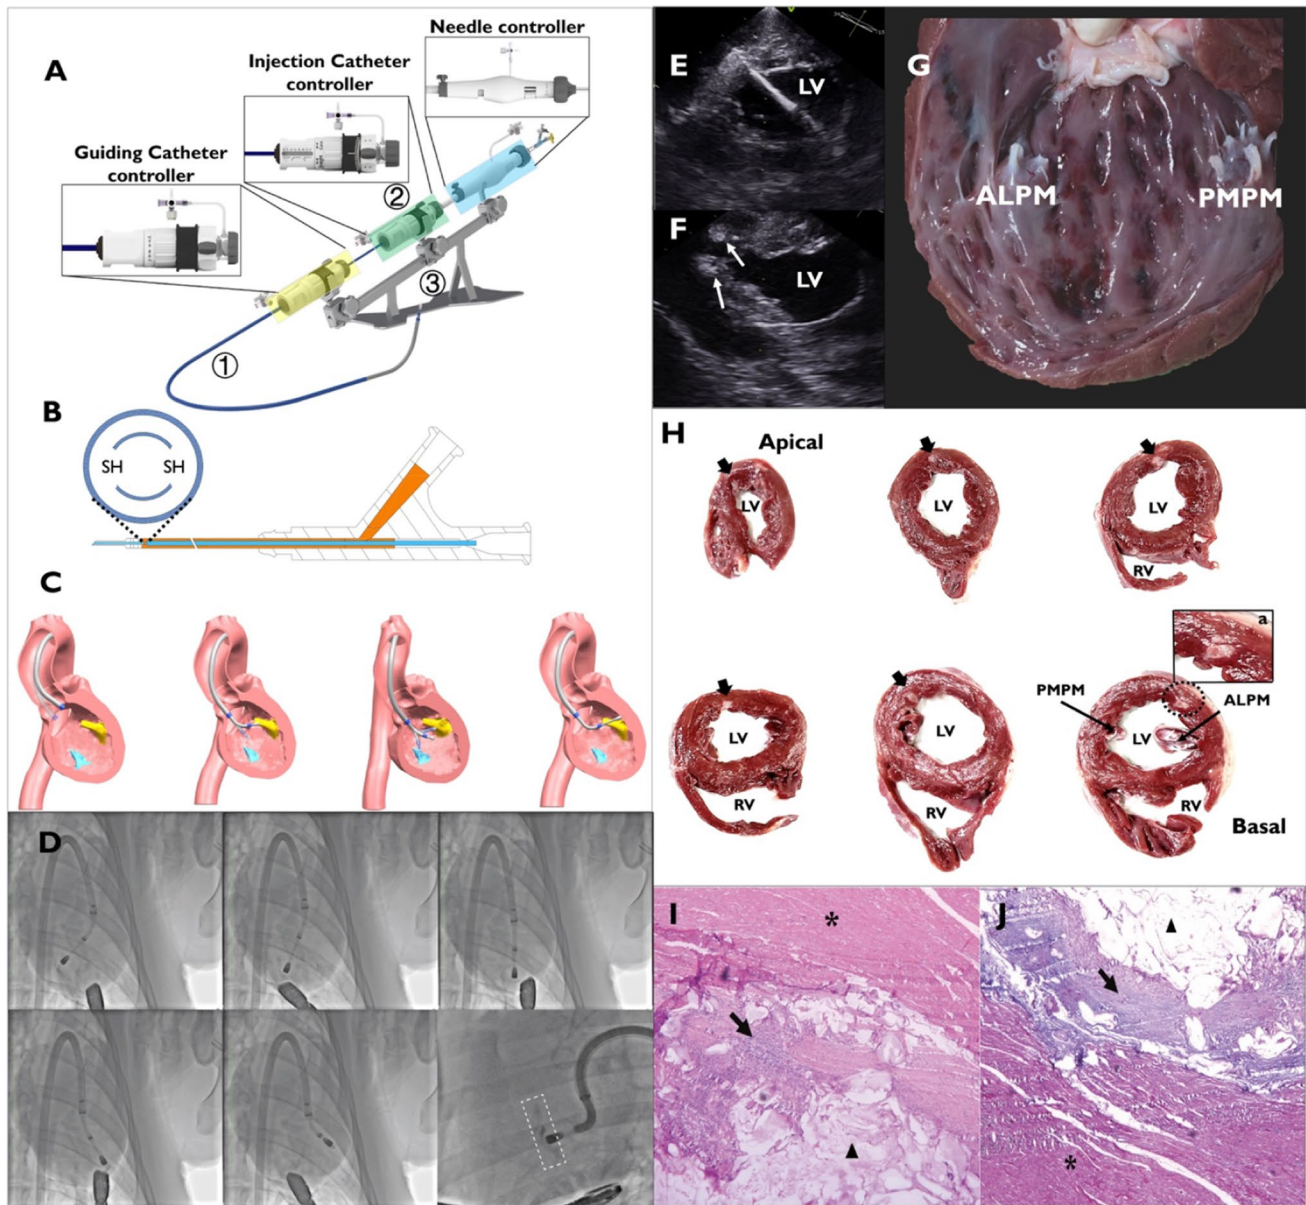 A
Needle controller
Injection Catheter
controller
Guiding Catheter
controller
②
③
①
B
SH SH
C
D
E
LV
F
LV
G
ALPM
PMPM
H
Apical
LV
LV
LV
RV
a
PMPM
ALPM
LV
LV
LV
RV
RV
RV
Basal
I
*
J
*